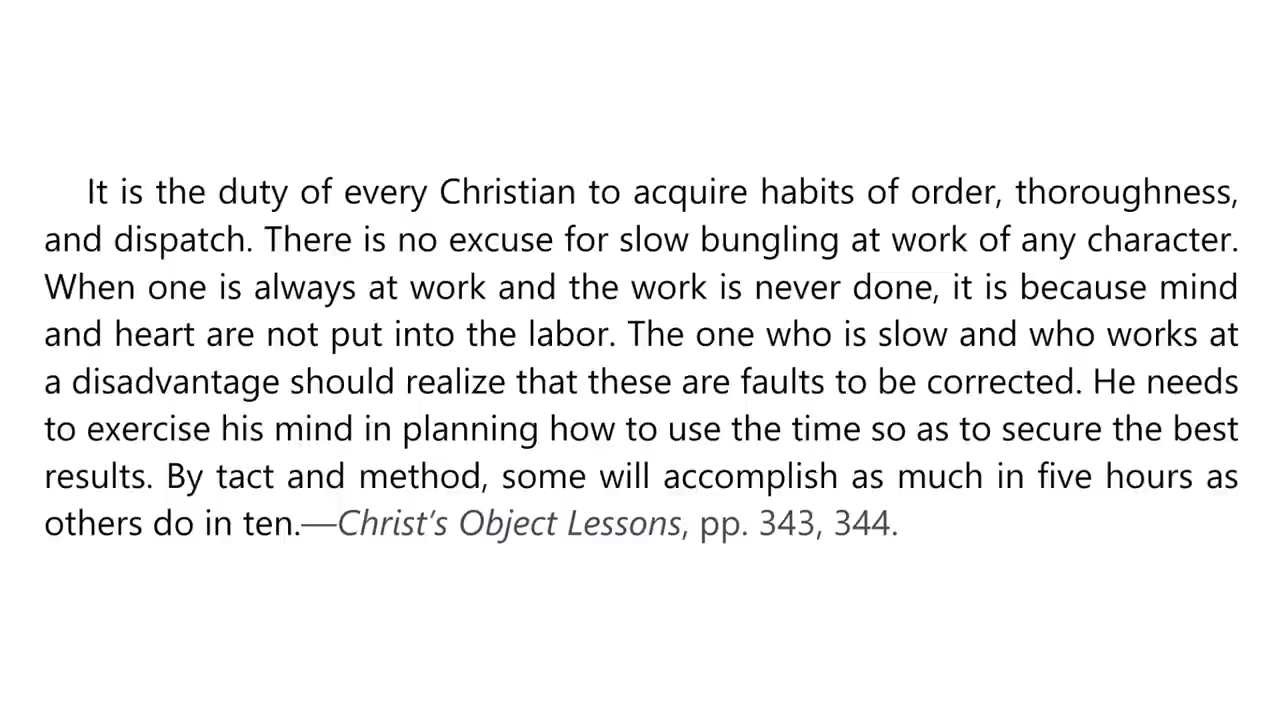 It is the duty of every Christian to acquire habits of order, thoroughness,
and dispatch. There is no excuse for slow bungling at work of any character.
When one is always at work and the work is never done, it is because mind
and heart are not put into the labor. The one who is slow and who works at
a disadvantage should realize that these are faults to be corrected. He needs
to exercise his mind in planning how to use the time so as to secure the best
results. By tact and method, some will accomplish as much in five hours as
others do in ten.—Christ’s Object Lessons, pp. 343, 344.